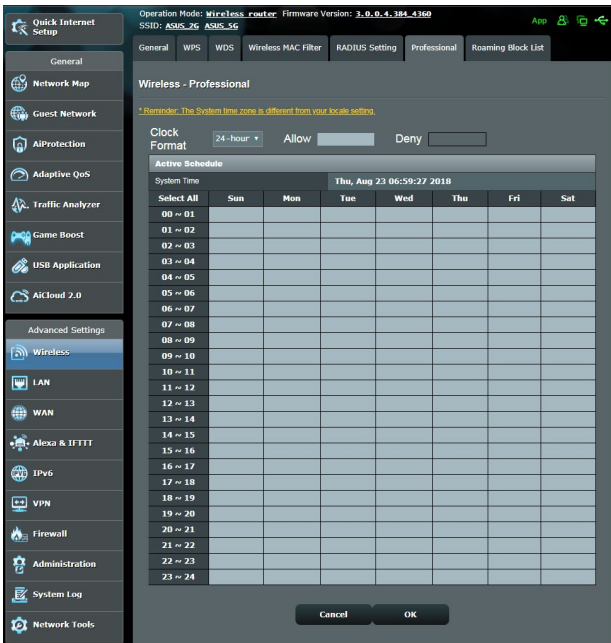 Operation Mode: Wireless router Firmware Version: 3.0.0.4.384_4360
SSID: ASUS_2G ASUS_5G
App
Quick Internet
Setup
General
Network Map
Guest Network
AiProtection
Adaptive QoS
Traffic Analyzer
Game Boost
USB Application
AiCloud 2.0
Advanced Settings
Wireless
LAN
WAN
Alexa & IFTTT
IPv6
VPN
Firewall
Administration
System Log
Network Tools
General WPS WDS Wireless MAC Filter RADIUS Setting Professional Roaming Block List
Wireless - Professional
* Reminder: The System time zone is different from your locale setting.
Clock
Format
24-hour Allow Deny
Active Schedule
System Time Thu, Aug 23 06:59:27 2018
Select All Sun Mon Tue Wed Thu Fri Sat
00 ~ 01
01 ~ 02
02 ~ 03
03 ~ 04
04 ~ 05
05 ~ 06
06 ~ 07
07 ~ 08
08 ~ 09
09 ~ 10
10 ~ 11
11 ~ 12
12 ~ 13
13 ~ 14
14 ~ 15
15 ~ 16
16 ~ 17
17 ~ 18
18 ~ 19
19 ~ 20
20 ~ 21
21 ~ 22
22 ~ 23
23 ~ 24
Cancel OK